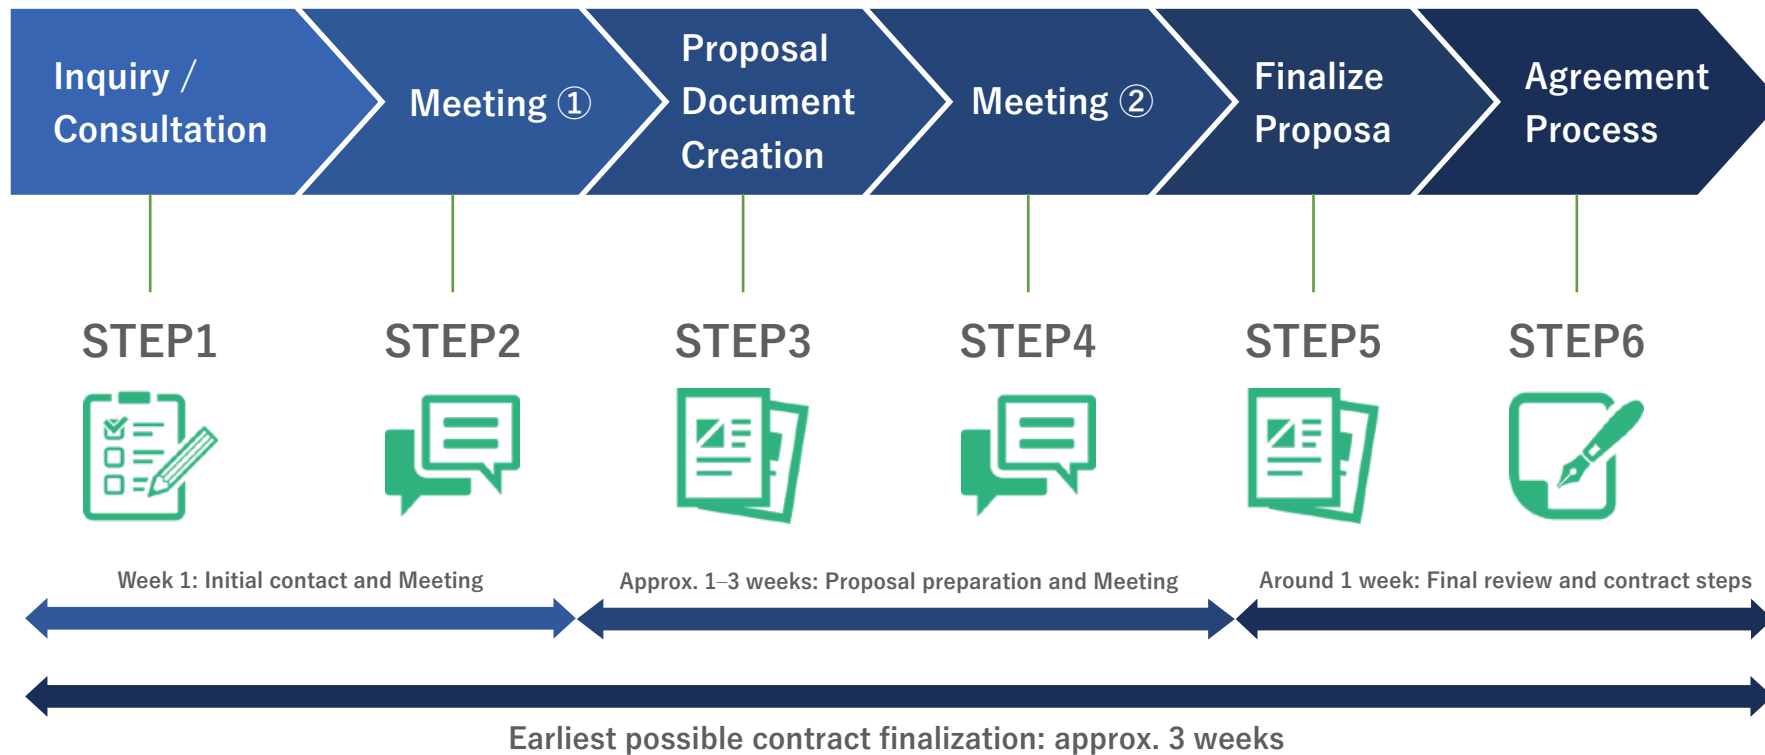 Inquiry /
Consultation
Meeting ①
Proposal
Document
Creation
Meeting ②
Finalize
Proposa
Agreement
Process
STEP1
STEP2
STEP3
STEP4
STEP5
STEP6
Week 1: Initial contact and Meeting
Approx. 1–3 weeks: Proposal preparation and Meeting
Around 1 week: Final review and contract steps
Earliest possible contract finalization: approx. 3 weeks